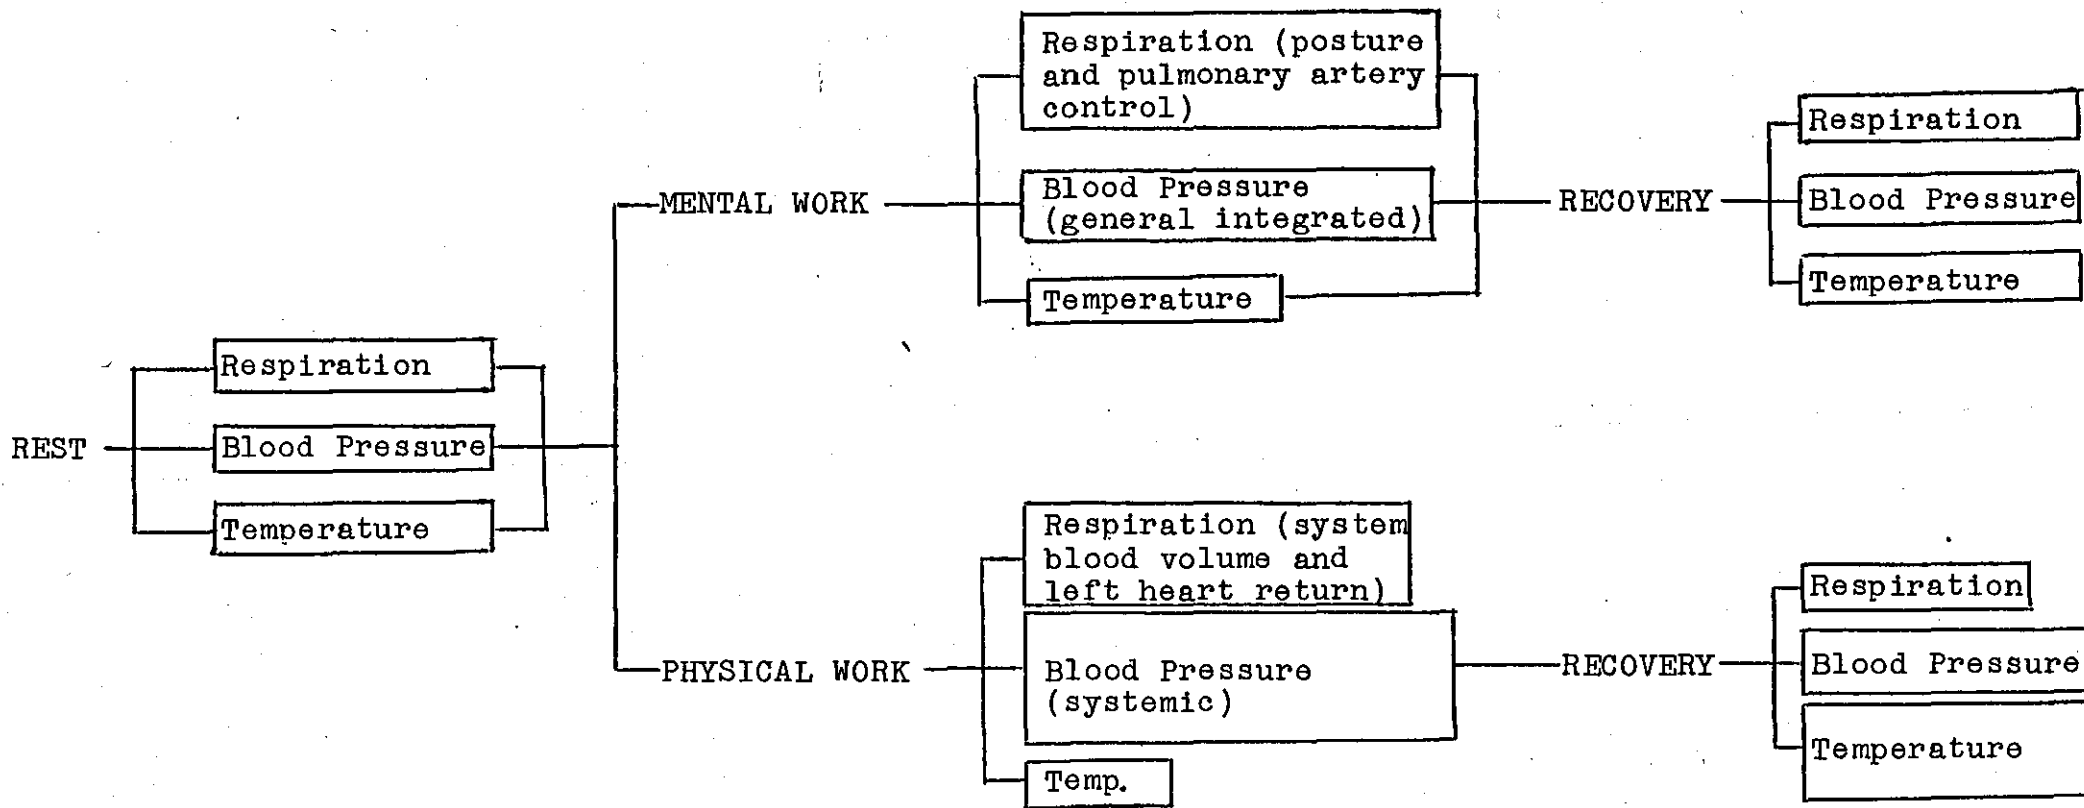 Respiration (posture
and pulmonary artery
control)
Respiration
MENTAL WORK
Blood Pressure
(general integrated)
RECOVERY
Blood Pressure
Temperature
Temperature
Respiration
REST
Blood Pressure
Temperature
Respiration (system
blood volume and
left heart return)
Respiration
PHYSICAL WORK
Blood Pressure
(systemic)
RECOVERY
Blood Pressure
Temperature
Temp.